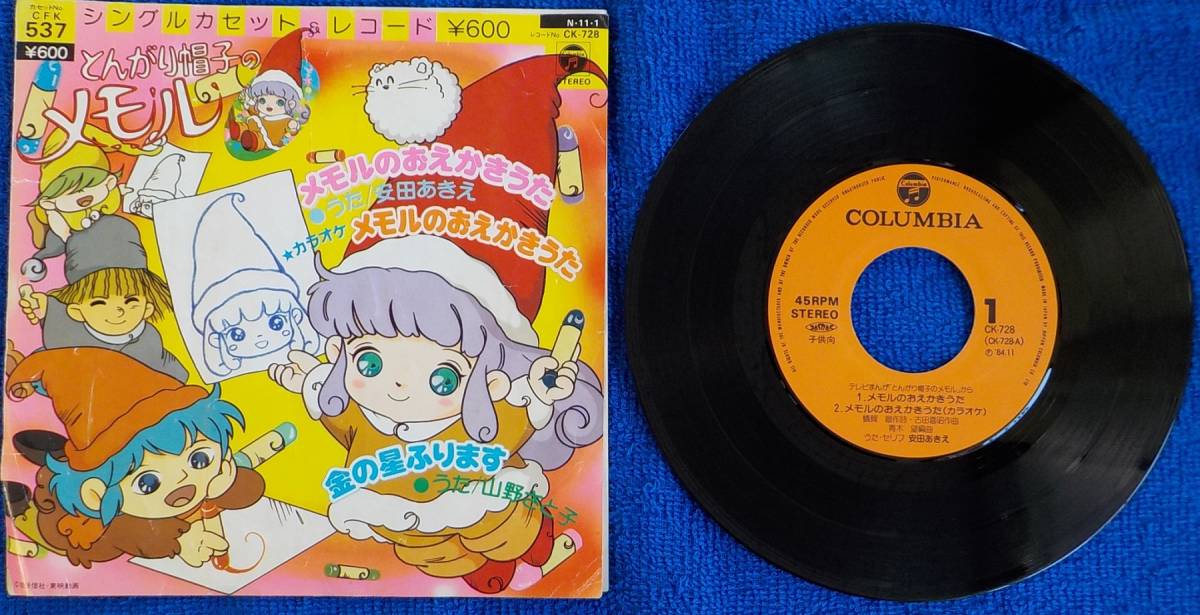 カセットNo.
CFK
537
¥600
シングルカセット&レコード ¥600
N-11-1
レコードNo. CK-728
Columbia
STEREO
とんがり帽子の
メモル
メモルのおえかきうた
●うた/安田あきえ
★カラオケ メモルのおえかきうた
金の星ふります
●うた/山野さと子
Columbia
COLUMBIA
45RPM
STEREO
子供向
1
CK-728
(CK-728-A)
Ⓟ '84.11
テレビまんが「とんがり帽子のメモル」から
1. メモルのおえかきうた
2. メモルのおえかきうた(カラオケ)
うた・セリフ 安田あきえ